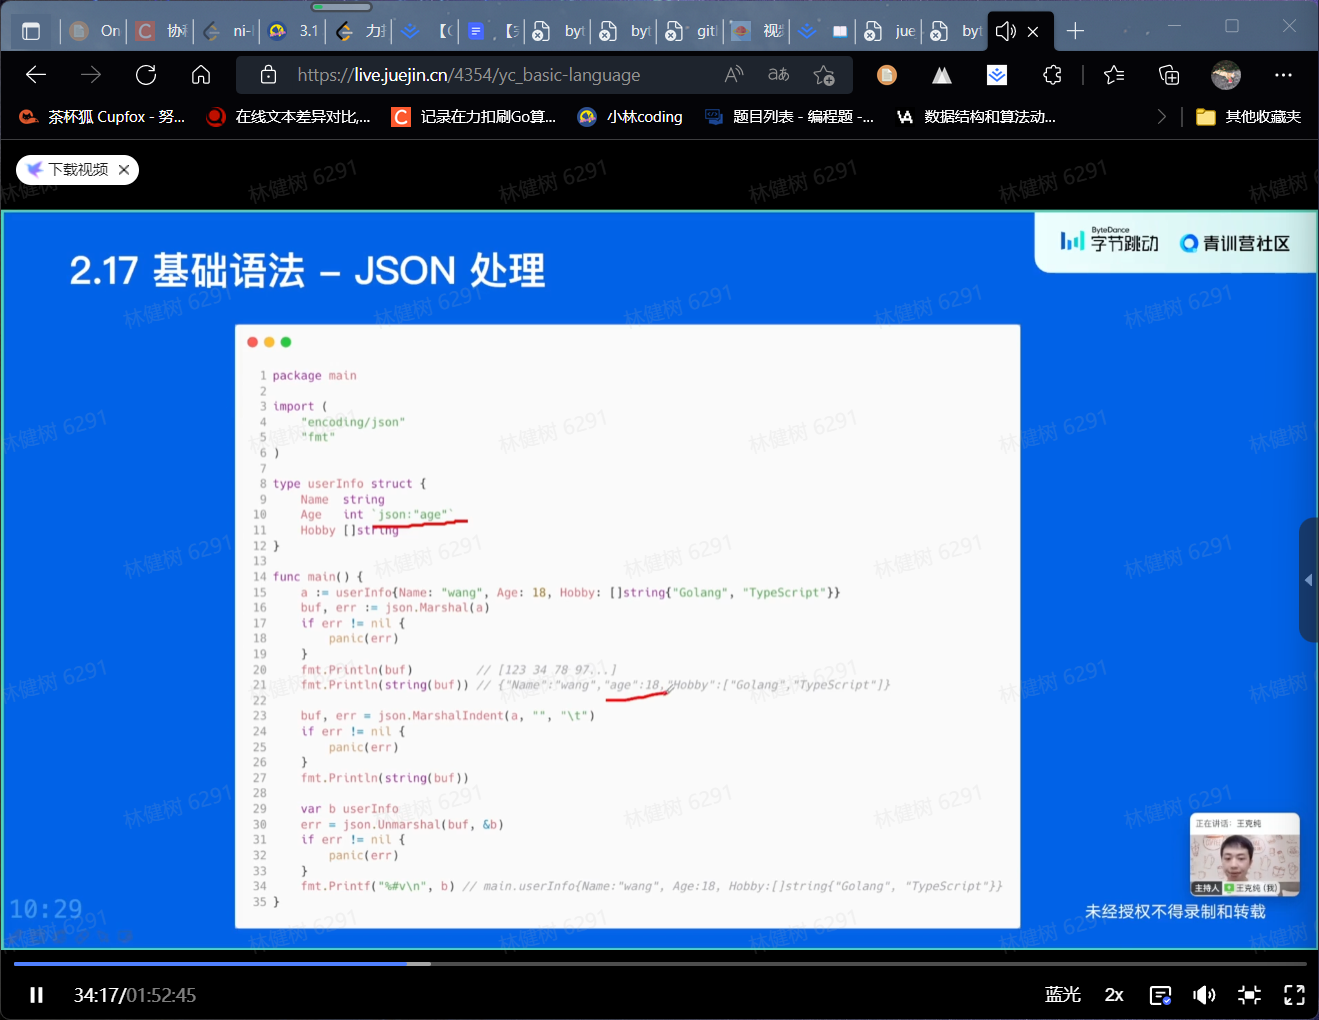 On
协和
ni-
3.1
力扣
by
by
gitl
视频
jue
by
https://live.juejin.cn/4354/yc_basic-language
茶杯狐 Cupfox - 努...
在线文本差异对比,...
记录在力扣刷Go算...
小林coding
题目列表 - 编程题 -...
数据结构和算法动...
其他收藏夹
下载视频
林健树 6291
ByteDance
字节跳动
青训营社区
2.17 基础语法 – JSON 处理
1 package main
2
3 import (
4     "encoding/json"
5     "fmt"
6 )
7
8 type userInfo struct {
9     Name  string
10     Age   int `json:"age"`
11     Hobby []string
12 }
13
14 func main() {
15     a := userInfo{Name: "wang", Age: 18, Hobby: []string{"Golang", "TypeScript"}}
16     buf, err := json.Marshal(a)
17     if err != nil {
18         panic(err)
19     }
20     fmt.Println(buf)         // [123 34 78 97...]
21     fmt.Println(string(buf)) // {"Name":"wang","age":18,"Hobby":["Golang","TypeScript"]}
22
23     buf, err = json.MarshalIndent(a, "", "\t")
24     if err != nil {
25         panic(err)
26     }
27     fmt.Println(string(buf))
28
29     var b userInfo
30     err = json.Unmarshal(buf, &b)
31     if err != nil {
32         panic(err)
33     }
34     fmt.Printf("%#v\n", b) // main.userInfo{Name:"wang", Age:18, Hobby:[]string{"Golang", "TypeScript"}}
35 }
正在讲话: 王克纯
主持人 王克纯 (我)
10:29
未经授权不得录制和转载
34:17/01:52:45
蓝光
2x